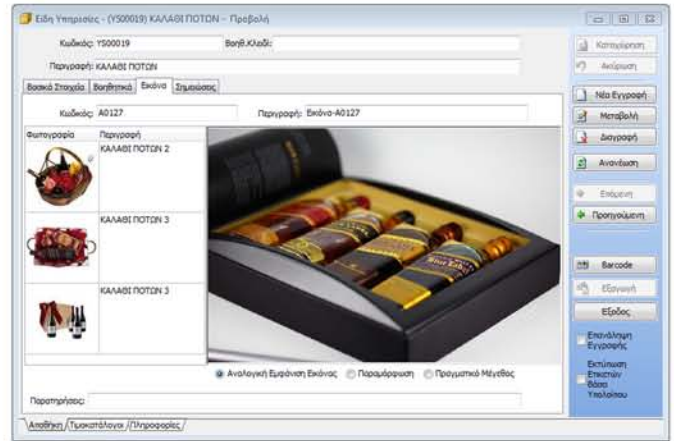 Είδη Υπηρεσίες - (YS00019) ΚΑΛΑΘΙ ΠΟΤΩΝ - Προβολή
Κωδικός: YS00019 Βοηθ.Κλειδί:
Περιγραφή: ΚΑΛΑΘΙ ΠΟΤΩΝ
Βασικά Στοιχεία Βοηθητικά Εικόνα Σημειώσεις
Κωδικός: A0127 Περιγραφή: Εικόνα-A0127
Φωτογραφία Περιγραφή
ΚΑΛΑΘΙ ΠΟΤΩΝ 2
ΚΑΛΑΘΙ ΠΟΤΩΝ 3
ΚΑΛΑΘΙ ΠΟΤΩΝ 3
Blue Label
Αναλογική Εμφάνιση Εικόνας Παραμόρφωση Πραγματικό Μέγεθος
Παρατηρήσεις:
Αποθήκη Τιμοκατάλογοι Πληροφορίες
Καταχώρηση
Ακύρωση
Νέα Εγγραφή
Μεταβολή
Διαγραφή
Ανανέωση
Επόμενη
Προηγούμενη
Barcode
Εξαγωγή
Έξοδος
Επανάληψη
Εγγραφής
Εκτύπωση
Ετικετών
Βάσει
Υπολοίπου